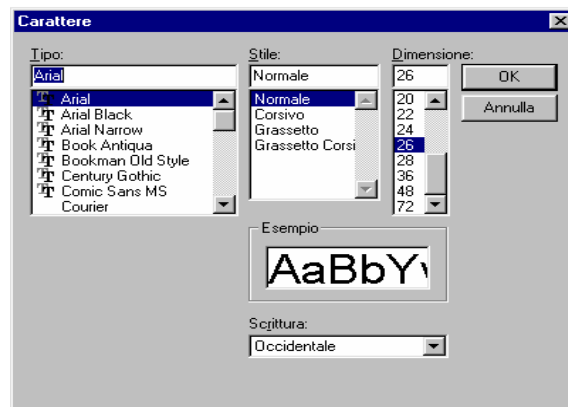 Carattere
Tipo:
Stile:
Dimensione:
Arial
Normale
26
OK
Annulla
Arial
Arial Black
Arial Narrow
Book Antiqua
Bookman Old Style
Century Gothic
Comic Sans MS
Courier
Normale
Corsivo
Grassetto
Grassetto Corsi
20
22
24
26
28
36
48
72
Esempio
AaBbYy
Scrittura:
Occidentale